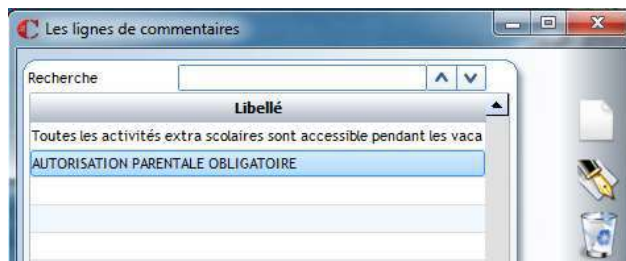 Les lignes de commentaires
Recherche
Libellé
Toutes les activités extra scolaires sont accessible pendant les vaca
AUTORISATION PARENTALE OBLIGATOIRE